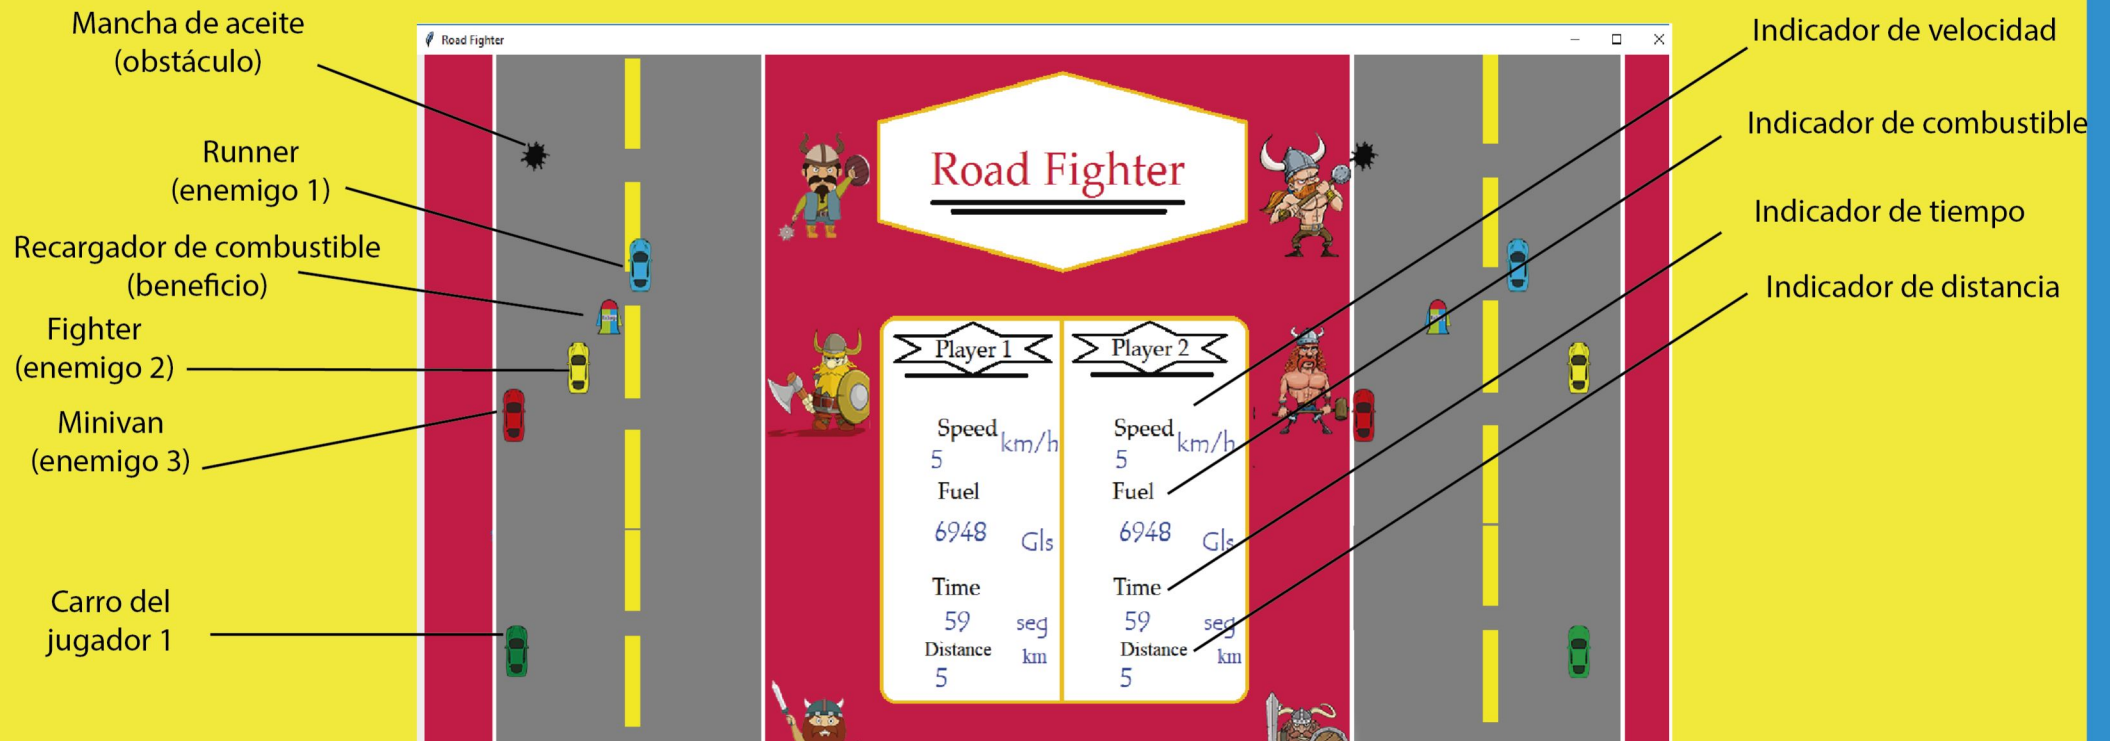 Mancha de aceite
(obstáculo)
Runner
(enemigo 1)
Recargador de combustible
(beneficio)
Fighter
(enemigo 2)
Minivan
(enemigo 3)
Carro del
jugador 1
Road Fighter
Road Fighter
Player 1
Speed
km/h
5
Fuel
6948
Gls
Time
59
seg
Distance
km
5
Player 2
Speed
km/h
5
Fuel
6948
Gls
Time
59
seg
Distance
km
5
Indicador de velocidad
Indicador de combustible
Indicador de tiempo
Indicador de distancia